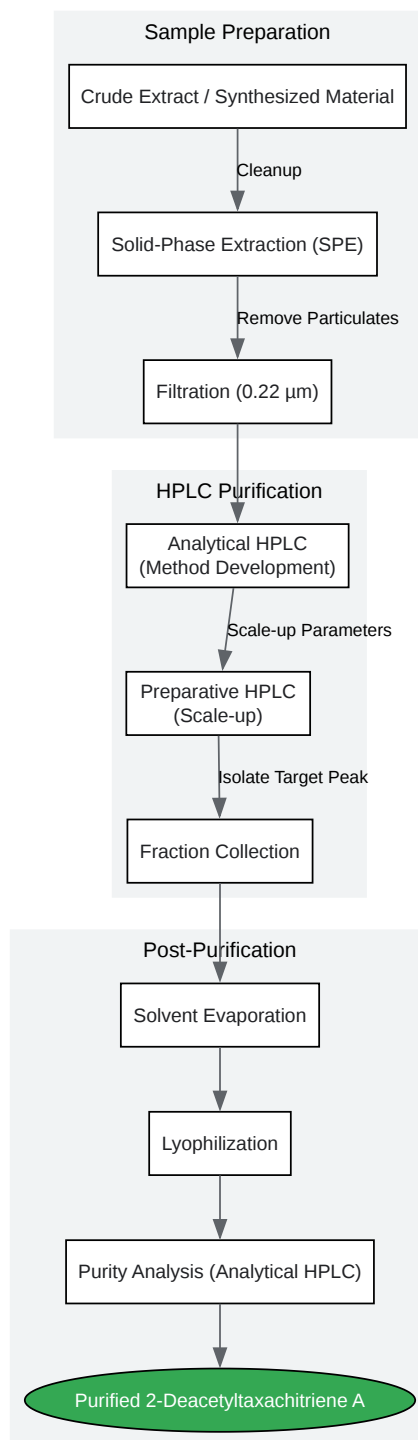 Sample Preparation
Crude Extract / Synthesized Material
Cleanup
Solid-Phase Extraction (SPE)
Remove Particulates
Filtration (0.22 µm)
HPLC Purification
Analytical HPLC
(Method Development)
Scale-up Parameters
Preparative HPLC
(Scale-up)
Isolate Target Peak
Fraction Collection
Post-Purification
Solvent Evaporation
Lyophilization
Purity Analysis (Analytical HPLC)
Purified 2-Deacetyltaxachitriene A